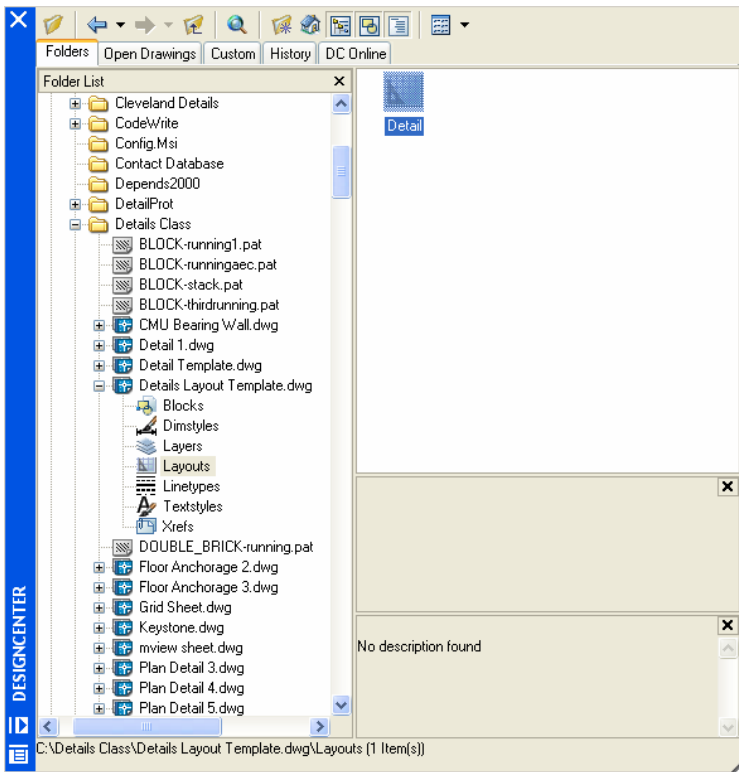 Folders
Open Drawings
Custom
History
DC Online
Folder List
Cleveland Details
CodeWrite
Config.Msi
Contact Database
Depends2000
DetailProt
Details Class
BLOCK-running1.pat
BLOCK-runningaec.pat
BLOCK-stack.pat
BLOCK-thirdrunning.pat
CMU Bearing Wall.dwg
Detail 1.dwg
Detail Template.dwg
Details Layout Template.dwg
Blocks
Dimstyles
Layers
Layouts
Linetypes
Textstyles
Xrefs
DOUBLE_BRICK-running.pat
Floor Anchorage 2.dwg
Floor Anchorage 3.dwg
Grid Sheet.dwg
Keystone.dwg
mview sheet.dwg
Plan Detail 3.dwg
Plan Detail 4.dwg
Plan Detail 5.dwg
Detail
No description found
DESIGNCENTER
C:\Details Class\Details Layout Template.dwg\Layouts (1 Item(s))